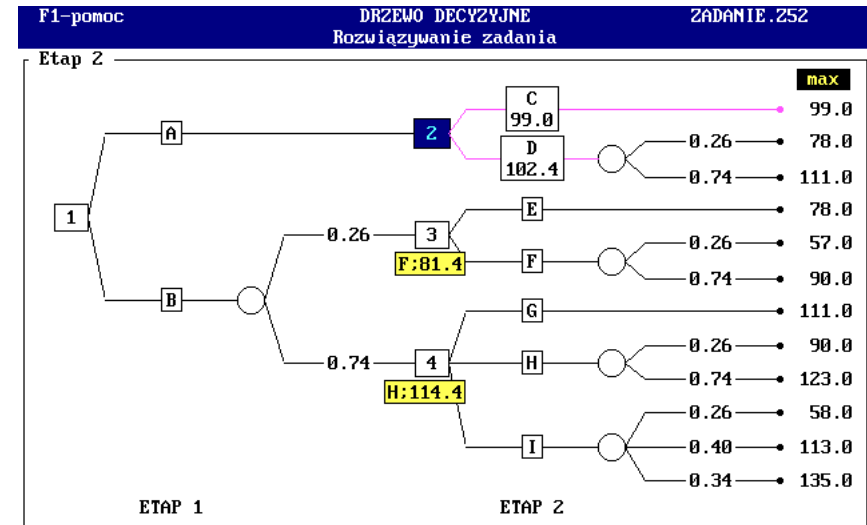 F1-pomoc DRZEWO DECYZYJNE ZADANIE.Z52
Rozwiązywanie zadania
Etap 2
max
C
99.0 99.0
A 2 0.26 78.0
D
102.4
0.74 111.0
1 E 78.0
0.26 3 0.26 57.0
F;81.4 F
0.74 90.0
B G 111.0
0.26 90.0
0.74 4 H
0.74 123.0
H;114.4
0.26 58.0
I 0.40 113.0
0.34 135.0
ETAP 1 ETAP 2